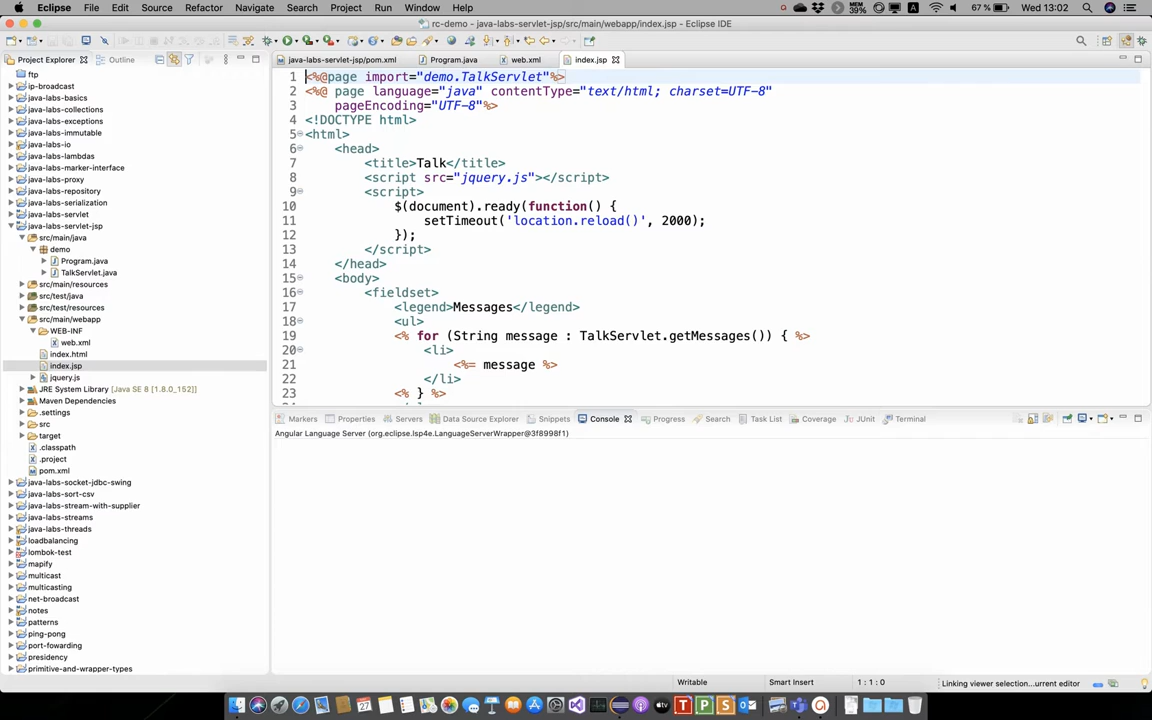 Eclipse File Edit Source Refactor Navigate Search Project Run Window Help 39% 67 % Wed 13:02
rc-demo - java-labs-servlet-jsp/src/main/webapp/index.jsp - Eclipse IDE
Project Explorer Outline
ftp
ip-broadcast
java-labs-basics
java-labs-collections
java-labs-exceptions
java-labs-immutable
java-labs-io
java-labs-lambdas
java-labs-marker-interface
java-labs-proxy
java-labs-repository
java-labs-serialization
java-labs-servlet
java-labs-servlet-jsp
src/main/java
demo
Program.java
TalkServlet.java
src/main/resources
src/test/java
src/test/resources
src/main/webapp
WEB-INF
web.xml
index.html
index.jsp
jquery.js
JRE System Library [Java SE 8 [1.8.0_152]]
Maven Dependencies
.settings
src
target
.classpath
.project
pom.xml
java-labs-socket-jdbc-swing
java-labs-sort-csv
java-labs-stream-with-supplier
java-labs-streams
java-labs-threads
loadbalancing
lombok-test
mapify
multicast
multicasting
net-broadcast
notes
patterns
ping-pong
port-fowarding
presidency
primitive-and-wrapper-types
java-labs-servlet-jsp/pom.xml Program.java web.xml index.jsp
1 <%@page import="demo.TalkServlet"%>
2 <%@ page language="java" contentType="text/html; charset=UTF-8"
3 pageEncoding="UTF-8"%>
4 <!DOCTYPE html>
5 <html>
6 <head>
7 <title>Talk</title>
8 <script src="jquery.js"></script>
9 <script>
10 $(document).ready(function() {
11 setTimeout('location.reload()', 2000);
12 });
13 </script>
14 </head>
15 <body>
16 <fieldset>
17 <legend>Messages</legend>
18 <ul>
19 <% for (String message : TalkServlet.getMessages()) { %>
20 <li>
21 <%= message %>
22 </li>
23 <% } %>
Markers Properties Servers Data Source Explorer Snippets Console Progress Search Task List Coverage JUnit Terminal
Angular Language Server (org.eclipse.lsp4e.LanguageServerWrapper@3f8998f1)
Writable Smart Insert 1 : 1 : 0 Linking viewer selection...urrent editor